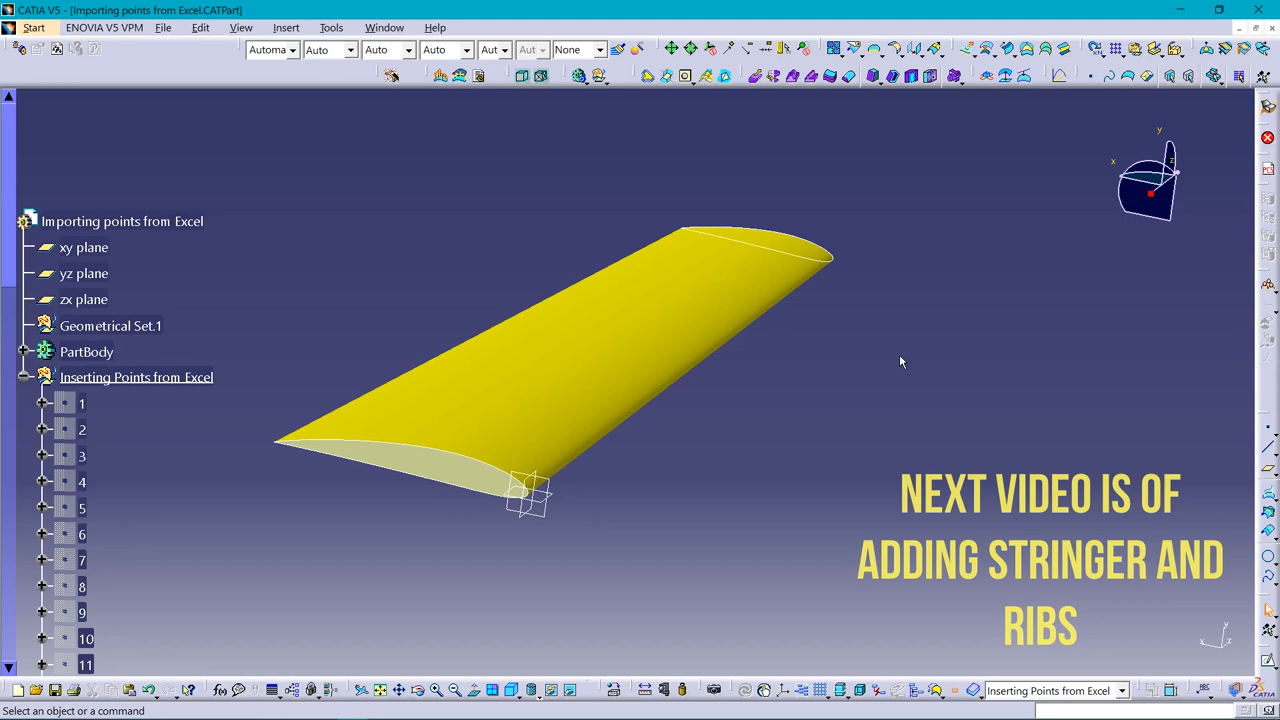 CATIA V5 - [Importing points from Excel.CATPart]
Start ENOVIA V5 VPM File Edit View Insert Tools Window Help
Automa Auto Auto Auto Aut Aut None
y
x z
Importing points from Excel
xy plane
yz plane
zx plane
Geometrical Set.1
PartBody
Inserting Points from Excel
1
2
3
4
5
6
7
8
9
10
11
NEXT VIDEO IS OF
ADDING STRINGER AND
RIBS
y
x z
Inserting Points from Excel
Select an object or a command